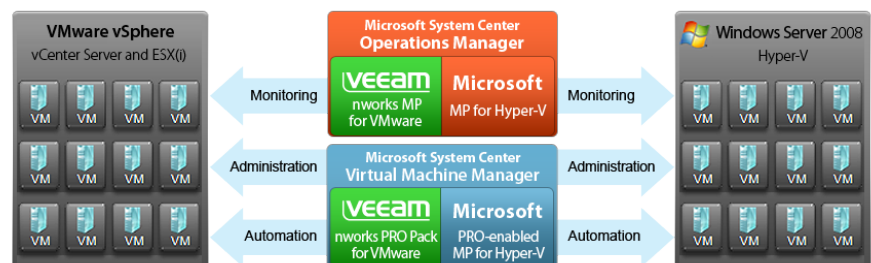 VMware vSphere
vCenter Server and ESX(i)
VM VM VM VM
VM VM VM VM
VM VM VM VM
Monitoring
Administration
Automation
Microsoft System Center
Operations Manager
veeam
nworks MP
for VMware
Microsoft
MP for Hyper-V
Microsoft System Center
Virtual Machine Manager
veeam
nworks PRO Pack
for VMware
Microsoft
PRO-enabled
MP for Hyper-V
Monitoring
Administration
Automation
Windows Server 2008
Hyper-V
VM VM VM VM
VM VM VM VM
VM VM VM VM